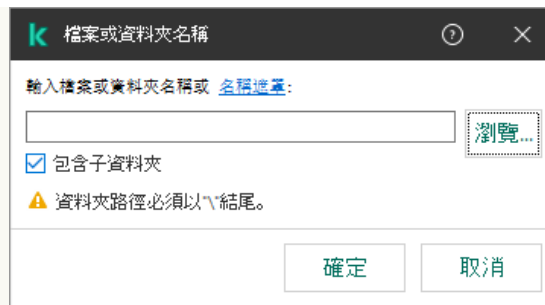 檔案或資料夾名稱
輸入檔案或資料夾名稱或 名稱遮罩:
瀏覽...
包含子資料夾
資料夾路徑必須以"\"結尾。
確定
取消